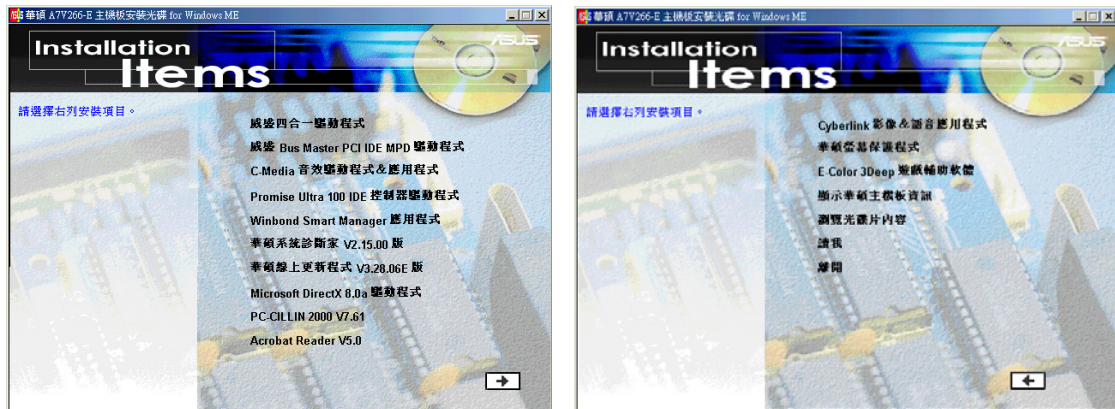 華碩 A7V266-E 主機板安裝光碟 for Windows ME
Installation
Items
ASUS
請選擇右列安裝項目。
威盛四合一驅動程式
威盛 Bus Master PCI IDE MPD 驅動程式
C-Media 音效驅動程式&應用程式
Promise Ultra 100 IDE 控制器驅動程式
Winbond Smart Manager 應用程式
華碩系統診斷家 V2.15.00 版
華碩線上更新程式 V3.28.06E 版
Microsoft DirectX 8.0a 驅動程式
PC-CILLIN 2000 V7.61
Acrobat Reader V5.0
華碩 A7V266-E 主機板安裝光碟 for Windows ME
Installation
Items
ASUS
請選擇右列安裝項目。
Cyberlink 影像&語音應用程式
華碩螢幕保護程式
E-Color 3Deep 遊戲輔助軟體
顯示華碩主機板資訊
瀏覽光碟片內容
讀我
離開